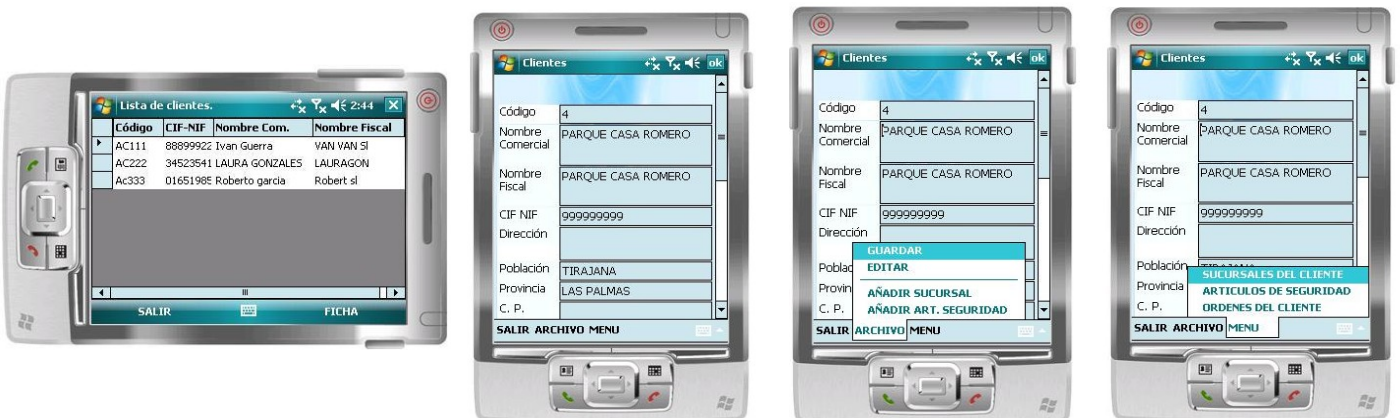 Lista de clientes. 2:44
Código CIF-NIF Nombre Com. Nombre Fiscal
AC111 88899922 Ivan Guerra VAN VAN Sl
AC222 34523541 LAURA GONZALES LAURAGON
Ac333 01651985 Roberto garcia Robert sl
SALIR FICHA
Clientes ok
Código 4
Nombre Comercial PARQUE CASA ROMERO
Nombre Fiscal PARQUE CASA ROMERO
CIF NIF 999999999
Dirección
Población TIRAJANA
Provincia LAS PALMAS
C. P.
SALIR ARCHIVO MENU
Clientes ok
Código 4
Nombre Comercial PARQUE CASA ROMERO
Nombre Fiscal PARQUE CASA ROMERO
CIF NIF 999999999
Dirección
GUARDAR
Poblac EDITAR
Provin AÑADIR SUCURSAL
C. P. AÑADIR ART. SEGURIDAD
SALIR ARCHIVO MENU
Clientes ok
Código 4
Nombre Comercial PARQUE CASA ROMERO
Nombre Fiscal PARQUE CASA ROMERO
CIF NIF 999999999
Dirección
Población
SUCURSALES DEL CLIENTE
Provincia ARTICULOS DE SEGURIDAD
C. P. ORDENES DEL CLIENTE
SALIR ARCHIVO MENU